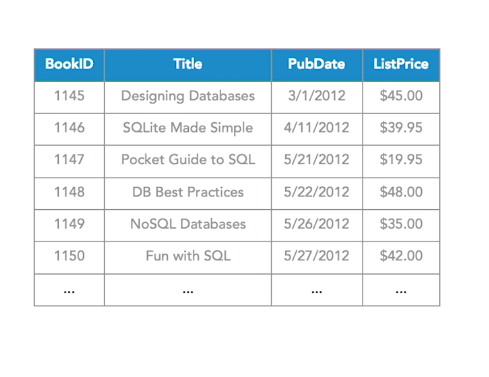 BookID Title PubDate ListPrice
1145 Designing Databases 3/1/2012 $45.00
1146 SQLite Made Simple 4/11/2012 $39.95
1147 Pocket Guide to SQL 5/21/2012 $19.95
1148 DB Best Practices 5/22/2012 $48.00
1149 NoSQL Databases 5/26/2012 $35.00
1150 Fun with SQL 5/27/2012 $42.00
... ... ... ...